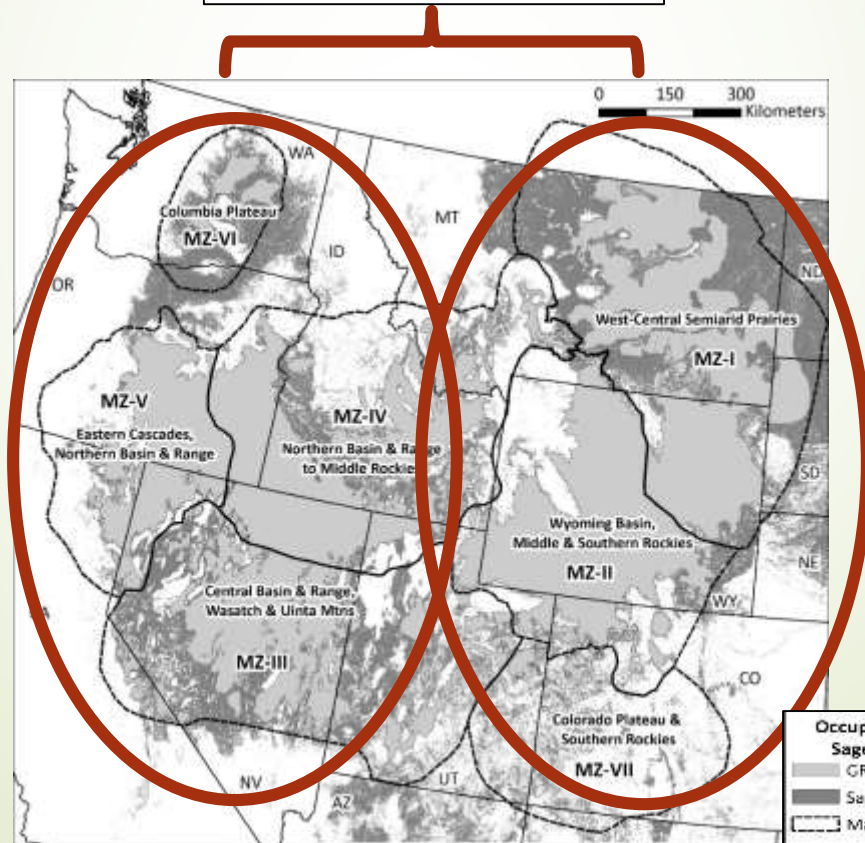 0 150 300
Kilometers
WA
Columbia Plateau
MZ-VI
MT
ID
OR
ND
West-Central Semiarid Prairies
MZ-I
MZ-V
MZ-IV
Eastern Cascades,
Northern Basin & Range
Northern Basin & Range
to Middle Rockies
SD
Wyoming Basin,
Middle & Southern Rockies
MZ-II
NE
Central Basin & Range,
Wasatch & Uinta Mtns
WY
MZ-III
CO
Colorado Plateau &
Southern Rockies
MZ-VII
NV
UT
AZ
Occup
Sage
GR
Sa
Ma